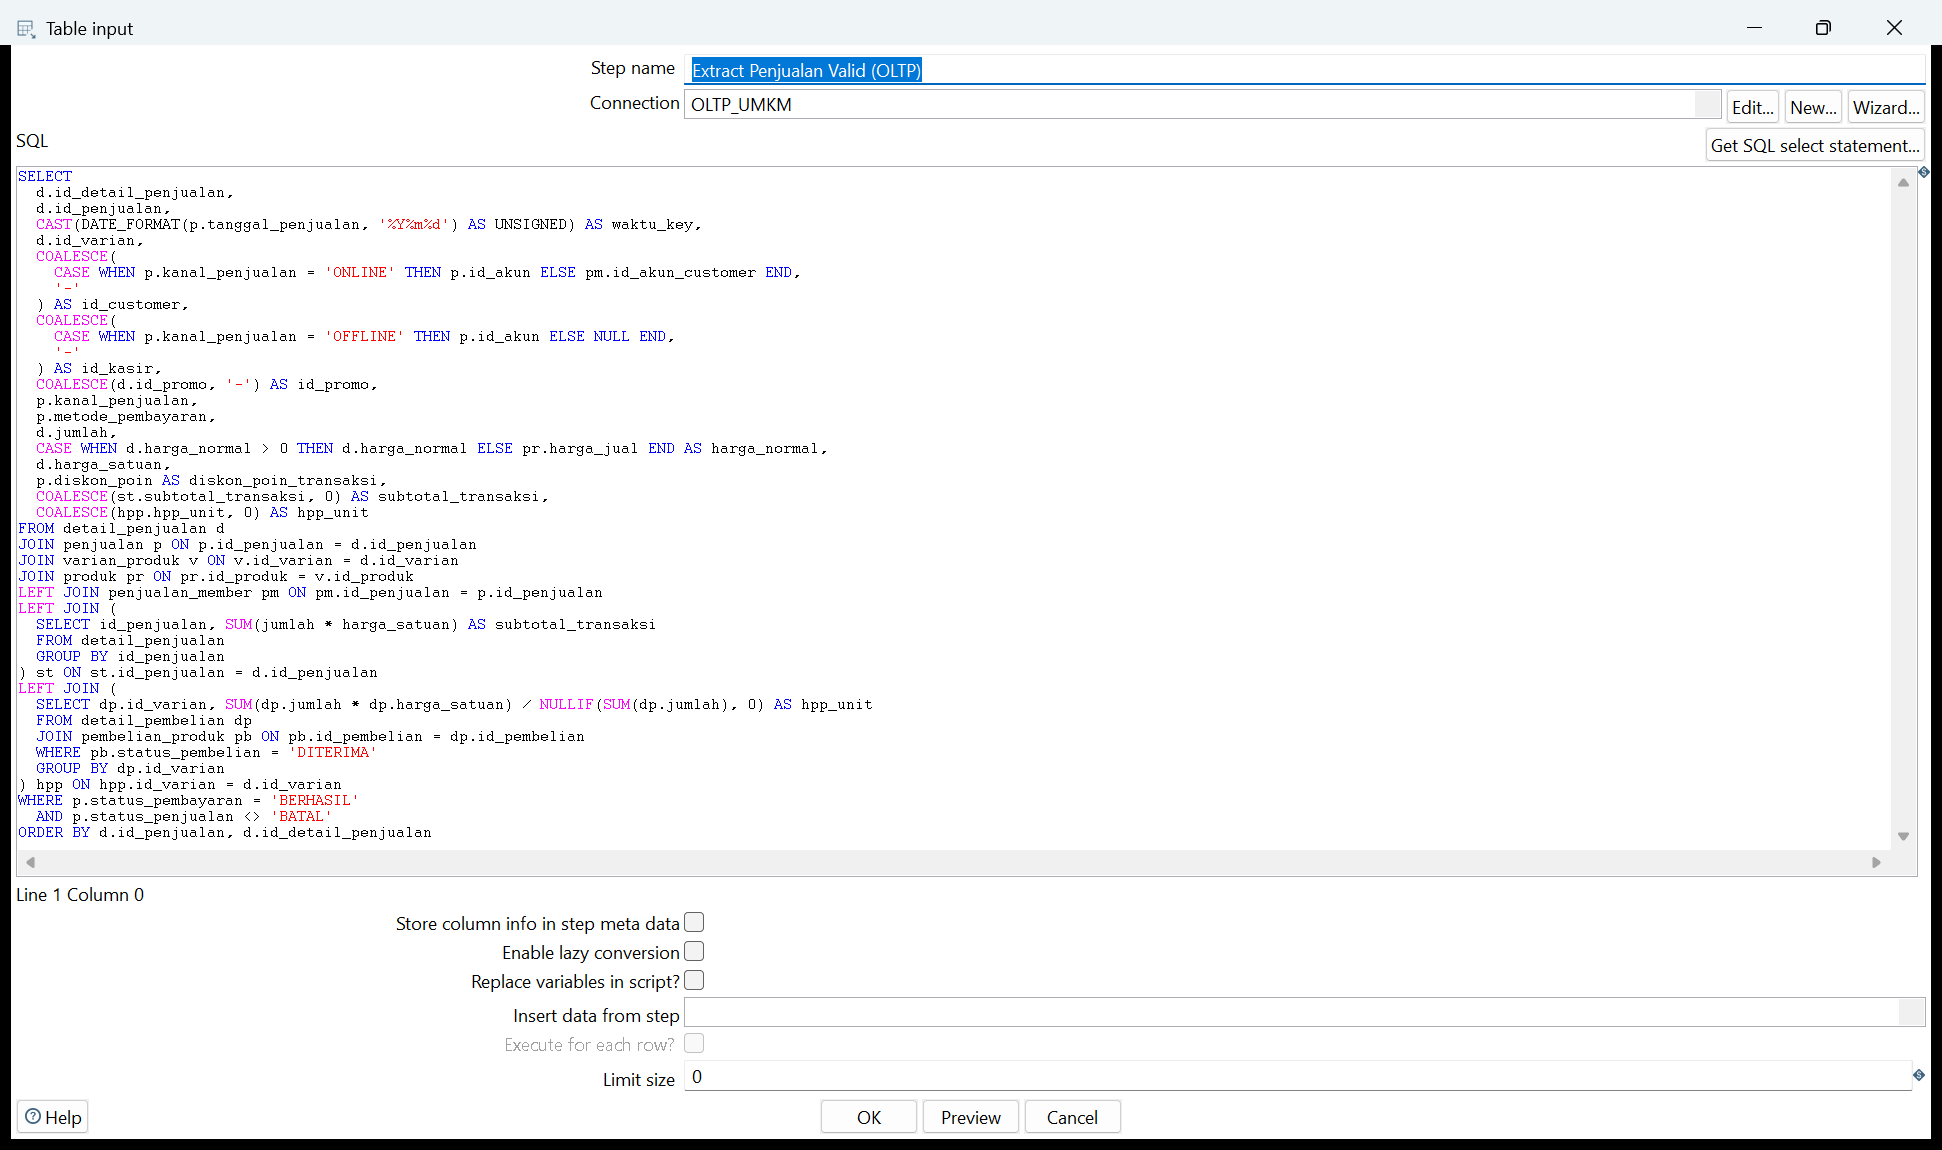 Table input
Step name Extract Penjualan Valid (OLTP)
Connection OLTP_UMKM Edit... New... Wizard...
SQL Get SQL select statement...
SELECT
  d.id_detail_penjualan,
  d.id_penjualan,
  CAST(DATE_FORMAT(p.tanggal_penjualan, '%Y%m%d') AS UNSIGNED) AS waktu_key,
  d.id_varian,
  COALESCE(
    CASE WHEN p.kanal_penjualan = 'ONLINE' THEN p.id_akun ELSE pm.id_akun_customer END,
    '-'
  ) AS id_customer,
  COALESCE(
    CASE WHEN p.kanal_penjualan = 'OFFLINE' THEN p.id_akun ELSE NULL END,
    '-'
  ) AS id_kasir,
  COALESCE(d.id_promo, '-') AS id_promo,
  p.kanal_penjualan,
  p.metode_pembayaran,
  d.jumlah,
  CASE WHEN d.harga_normal > 0 THEN d.harga_normal ELSE pr.harga_jual END AS harga_normal,
  d.harga_satuan,
  p.diskon_poin AS diskon_poin_transaksi,
  COALESCE(st.subtotal_transaksi, 0) AS subtotal_transaksi,
  COALESCE(hpp.hpp_unit, 0) AS hpp_unit
FROM detail_penjualan d
JOIN penjualan p ON p.id_penjualan = d.id_penjualan
JOIN varian_produk v ON v.id_varian = d.id_varian
JOIN produk pr ON pr.id_produk = v.id_produk
LEFT JOIN penjualan_member pm ON pm.id_penjualan = p.id_penjualan
LEFT JOIN (
  SELECT id_penjualan, SUM(jumlah * harga_satuan) AS subtotal_transaksi
  FROM detail_penjualan
  GROUP BY id_penjualan
) st ON st.id_penjualan = d.id_penjualan
LEFT JOIN (
  SELECT dp.id_varian, SUM(dp.jumlah * dp.harga_satuan) / NULLIF(SUM(dp.jumlah), 0) AS hpp_unit
  FROM detail_pembelian dp
  JOIN pembelian_produk pb ON pb.id_pembelian = dp.id_pembelian
  WHERE pb.status_pembelian = 'DITERIMA'
  GROUP BY dp.id_varian
) hpp ON hpp.id_varian = d.id_varian
WHERE p.status_pembayaran = 'BERHASIL'
  AND p.status_penjualan <> 'BATAL'
ORDER BY d.id_penjualan, d.id_detail_penjualan
Line 1 Column 0
Store column info in step meta data
Enable lazy conversion
Replace variables in script?
Insert data from step
Execute for each row?
Limit size 0
Help OK Preview Cancel